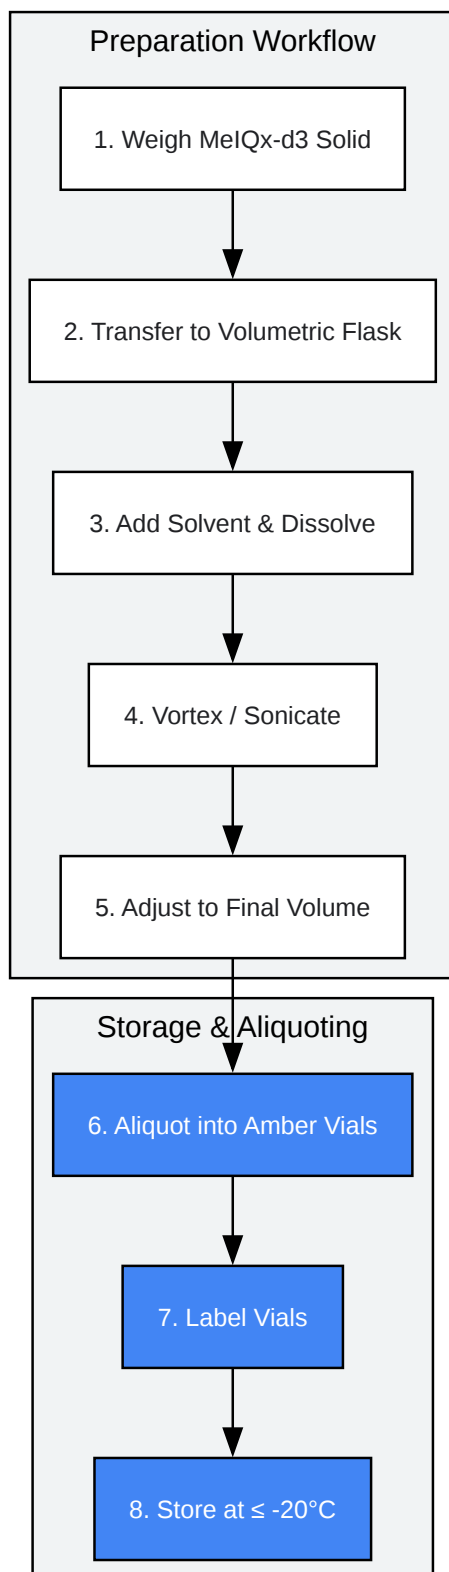 Preparation Workflow
1. Weigh MeIQx-d3 Solid
2. Transfer to Volumetric Flask
3. Add Solvent & Dissolve
4. Vortex / Sonicate
5. Adjust to Final Volume
Storage & Aliquoting
6. Aliquot into Amber Vials
7. Label Vials
8. Store at ≤ -20°C